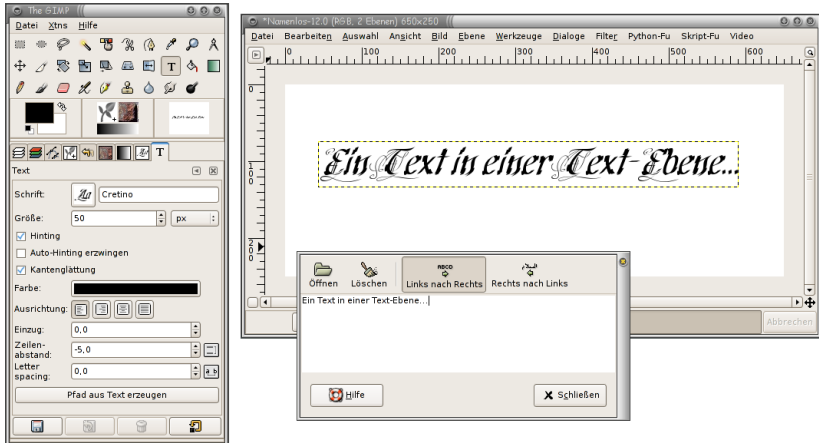 The GIMP
Datei Xtns Hilfe
Text
Schrift: Cretino
Größe: 50 px
Hinting
Auto-Hinting erzwingen
Kantenglättung
Farbe:
Ausrichtung:
Einzug: 0,0
Zeilen-
abstand: -5,0
Letter
spacing: 0,0
Pfad aus Text erzeugen
*Namenlos-12.0 (RGB, 2 Ebenen) 650x250
Datei Bearbeiten Auswahl Ansicht Bild Ebene Werkzeuge Dialoge Filter Python-Fu Skript-Fu Video
0 100 200 300 400 500 600
0
100
200
Ein Text in einer Text-Ebene...
Abbrechen
Öffnen Löschen Links nach Rechts Rechts nach Links
Ein Text in einer Text-Ebene...
Hilfe Schließen